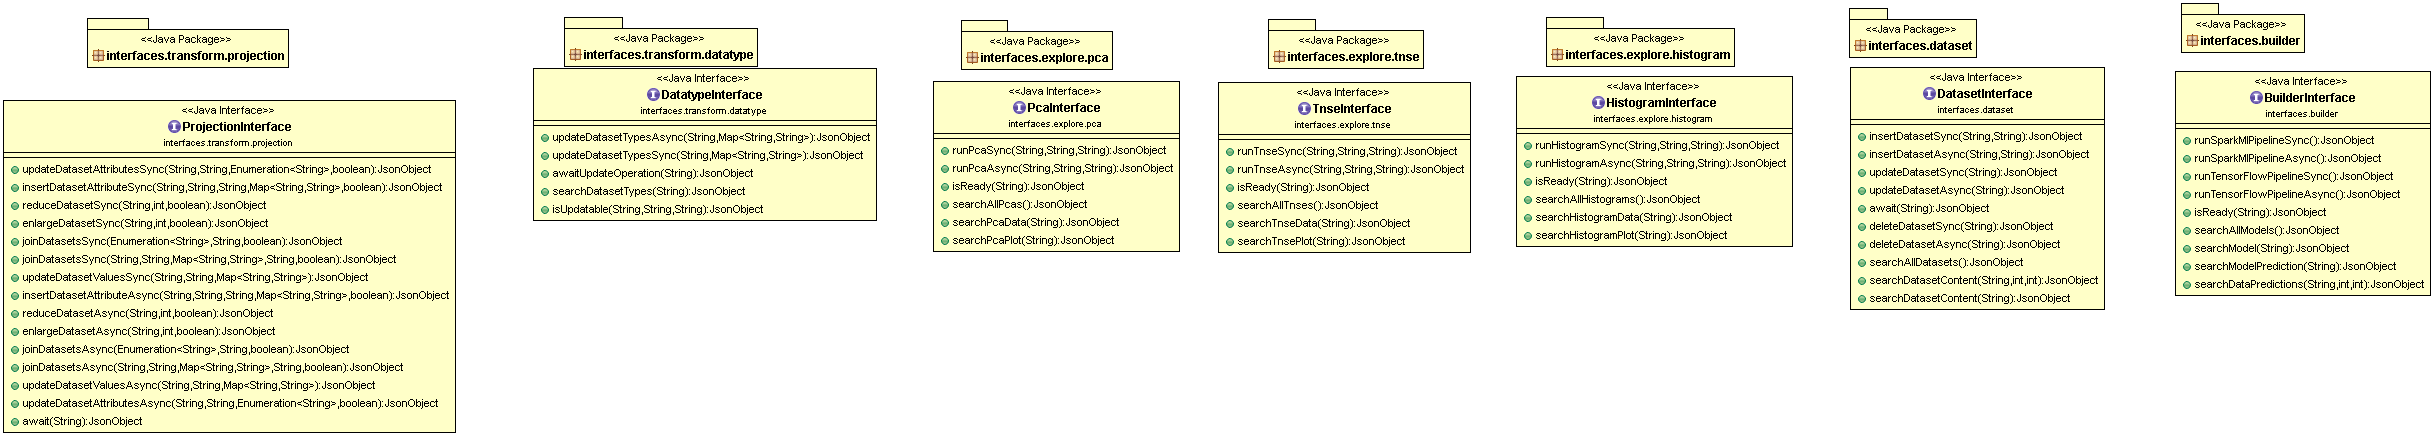 <<Java Package>>
interfaces.transform.projection
<<Java Interface>>
ProjectionInterface
interfaces.transform.projection
updateDatasetAttributesSync(String,String,Enumeration<String>,boolean):JsonObject
insertDatasetAttributeSync(String,String,String,Map<String,String>,boolean):JsonObject
reduceDatasetSync(String,int,boolean):JsonObject
enlargeDatasetSync(String,int,boolean):JsonObject
joinDatasetsSync(Enumeration<String>,String,boolean):JsonObject
joinDatasetsSync(String,String,Map<String,String>,String,boolean):JsonObject
updateDatasetValuesSync(String,String,Map<String,String>):JsonObject
insertDatasetAttributeAsync(String,String,String,Map<String,String>,boolean):JsonObject
reduceDatasetAsync(String,int,boolean):JsonObject
enlargeDatasetAsync(String,int,boolean):JsonObject
joinDatasetsAsync(Enumeration<String>,String,boolean):JsonObject
joinDatasetsAsync(String,String,Map<String,String>,String,boolean):JsonObject
updateDatasetValuesAsync(String,String,Map<String,String>):JsonObject
updateDatasetAttributesAsync(String,String,Enumeration<String>,boolean):JsonObject
await(String):JsonObject
<<Java Package>>
interfaces.transform.datatype
<<Java Interface>>
DatatypeInterface
interfaces.transform.datatype
updateDatasetTypesAsync(String,Map<String,String>):JsonObject
updateDatasetTypesSync(String,Map<String,String>):JsonObject
awaitUpdateOperation(String):JsonObject
searchDatasetTypes(String):JsonObject
isUpdatable(String,String,String):JsonObject
<<Java Package>>
interfaces.explore.pca
<<Java Interface>>
PcaInterface
interfaces.explore.pca
runPcaSync(String,String,String):JsonObject
runPcaAsync(String,String,String,String):JsonObject
isReady(String):JsonObject
searchAllPcas():JsonObject
searchPcaData(String):JsonObject
searchPcaPlot(String):JsonObject
<<Java Package>>
interfaces.explore.tnse
<<Java Interface>>
TnseInterface
interfaces.explore.tnse
runTnseSync(String,String,String):JsonObject
runTnseAsync(String,String,String,String):JsonObject
isReady(String):JsonObject
searchAllTnses():JsonObject
searchTnseData(String):JsonObject
searchTnsePlot(String):JsonObject
<<Java Package>>
interfaces.explore.histogram
<<Java Interface>>
HistogramInterface
interfaces.explore.histogram
runHistogramSync(String,String,String):JsonObject
runHistogramAsync(String,String,String,String):JsonObject
isReady(String):JsonObject
searchAllHistograms():JsonObject
searchHistogramData(String):JsonObject
searchHistogramPlot(String):JsonObject
<<Java Package>>
interfaces.dataset
<<Java Interface>>
DatasetInterface
interfaces.dataset
insertDatasetSync(String,String):JsonObject
insertDatasetAsync(String,String):JsonObject
updateDatasetSync(String):JsonObject
updateDatasetAsync(String):JsonObject
await(String):JsonObject
deleteDatasetSync(String):JsonObject
deleteDatasetAsync(String):JsonObject
searchAllDatasets():JsonObject
searchDatasetContent(String,int,int):JsonObject
searchDatasetContent(String):JsonObject
<<Java Package>>
interfaces.builder
<<Java Interface>>
BuilderInterface
interfaces.builder
runSparkMlPipelineSync():JsonObject
runSparkMlPipelineAsync():JsonObject
runTensorFlowPipelineSync():JsonObject
runTensorFlowPipelineAsync():JsonObject
isReady(String):JsonObject
searchAllModels():JsonObject
searchModel(String):JsonObject
searchModelPrediction(String):JsonObject
searchDataPredictions(String,int,int):JsonObject